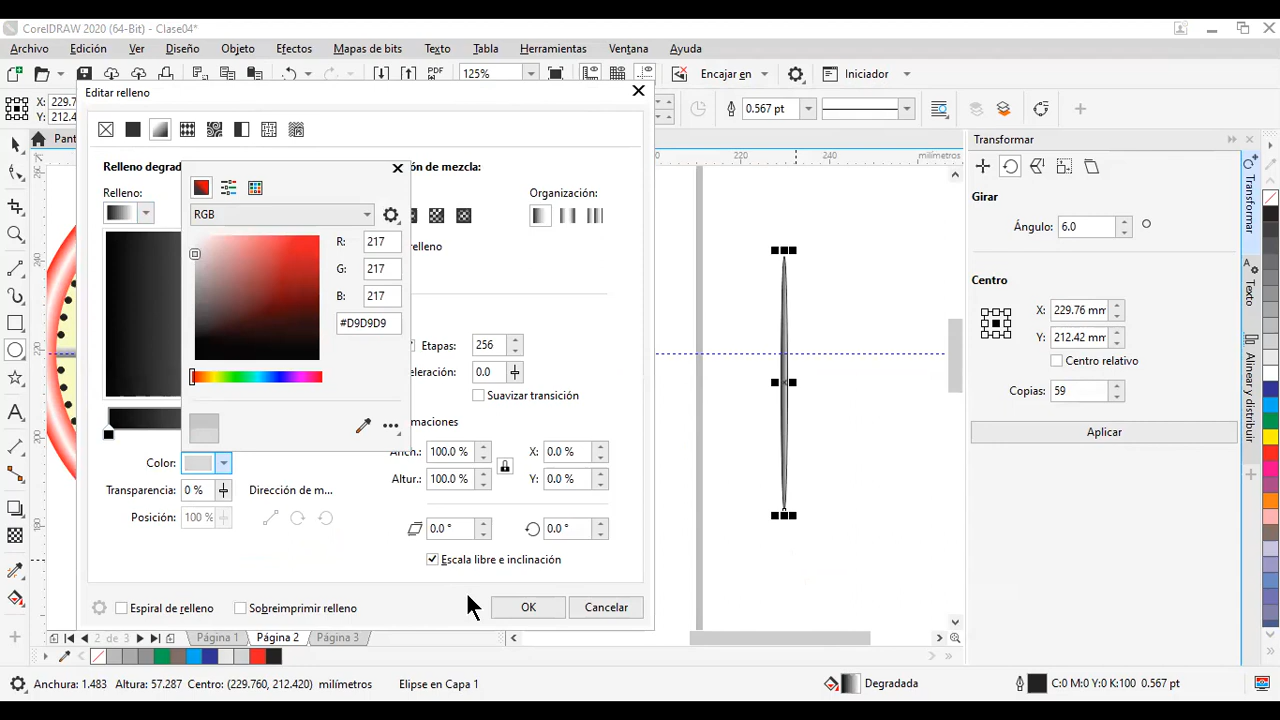 CorelDRAW 2020 (64-Bit) - Clase04*
Archivo Edición Ver Diseño Objeto Efectos Mapas de bits Texto Tabla Herramientas Ventana Ayuda
PDF 125% Encajar en Iniciador
Editar relleno
X: 229.7
Y: 212.4
0.567 pt
Pant
220 240 milímetros
Transformar
Relleno degrad
ón de mezcla:
Relleno:
Organización:
RGB
relleno
R: 217
G: 217
B: 217
#D9D9D9
Girar
Ángulo: 6.0
Centro
X: 229.76 mm
Y: 212.42 mm
Centro relativo
Copias: 59
Aplicar
Transformar
Texto
Alinear y distribuir
Etapas: 256
eleración: 0.0
Suavizar transición
maciones
Anch.: 100.0 % X: 0.0 %
Altur.: 100.0 % Y: 0.0 %
Color:
Transparencia: 0 % Dirección de m...
Posición: 100 %
0.0 ° 0.0 °
Escala libre e inclinación
Espiral de relleno Sobreimprimir relleno OK Cancelar
2 de 3 Página 1 Página 2 Página 3
Anchura: 1.483 Altura: 57.287 Centro: (229.760, 212.420) milímetros Elipse en Capa 1 Degradada C:0 M:0 Y:0 K:100 0.567 pt